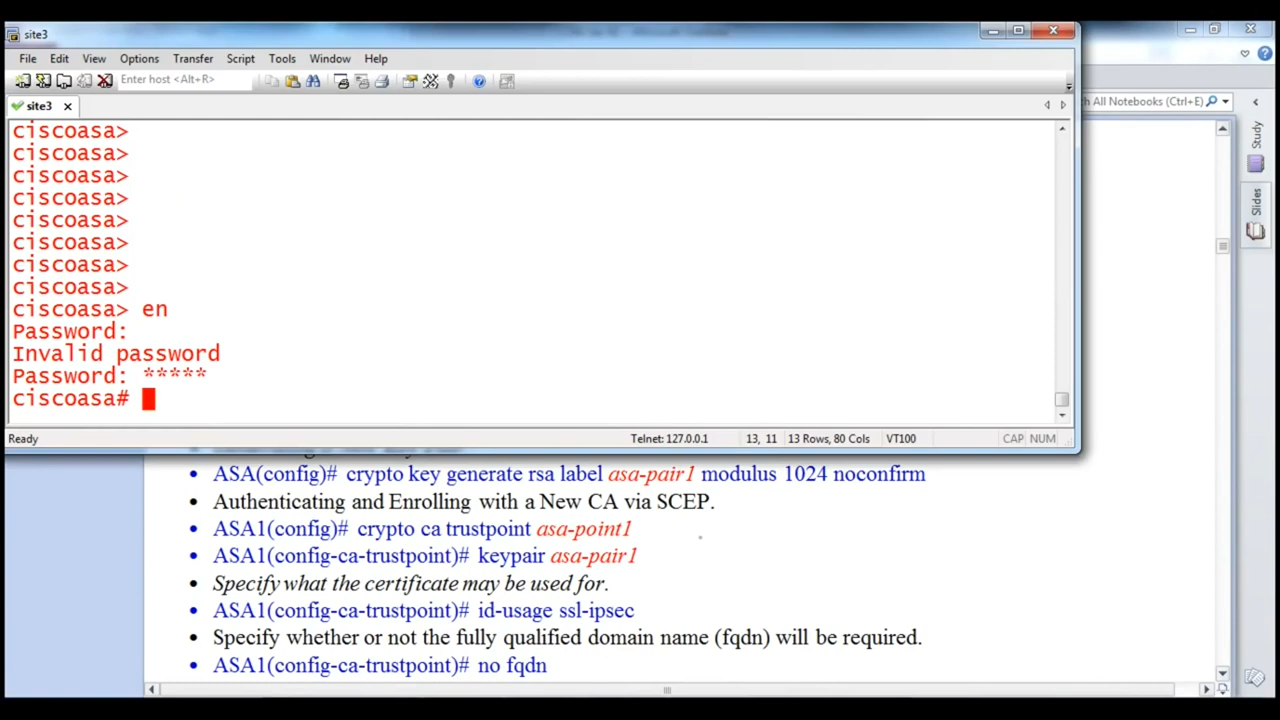 site3
File Edit View Transfer Script Options Tools Window Help
Enter host <Alt+R>
site3
ch All Notebooks (Ctrl+E)
Study
Slides
ciscoasa>
ciscoasa>
ciscoasa>
ciscoasa>
ciscoasa>
ciscoasa>
ciscoasa>
ciscoasa>
ciscoasa> en
Password:
Invalid password
Password: *****
ciscoasa#
Ready Telnet: 127.0.0.1 13, 11 13 Rows, 80 Cols VT100 CAP NUM
• ASA(config)# crypto key generate rsa label asa-pair1 modulus 1024 noconfirm
• Authenticating and Enrolling with a New CA via SCEP.
• ASA1(config)# crypto ca trustpoint asa-point1
• ASA1(config-ca-trustpoint)# keypair asa-pair1
• Specify what the certificate may be used for.
• ASA1(config-ca-trustpoint)# id-usage ssl-ipsec
• Specify whether or not the fully qualified domain name (fqdn) will be required.
• ASA1(config-ca-trustpoint)# no fqdn